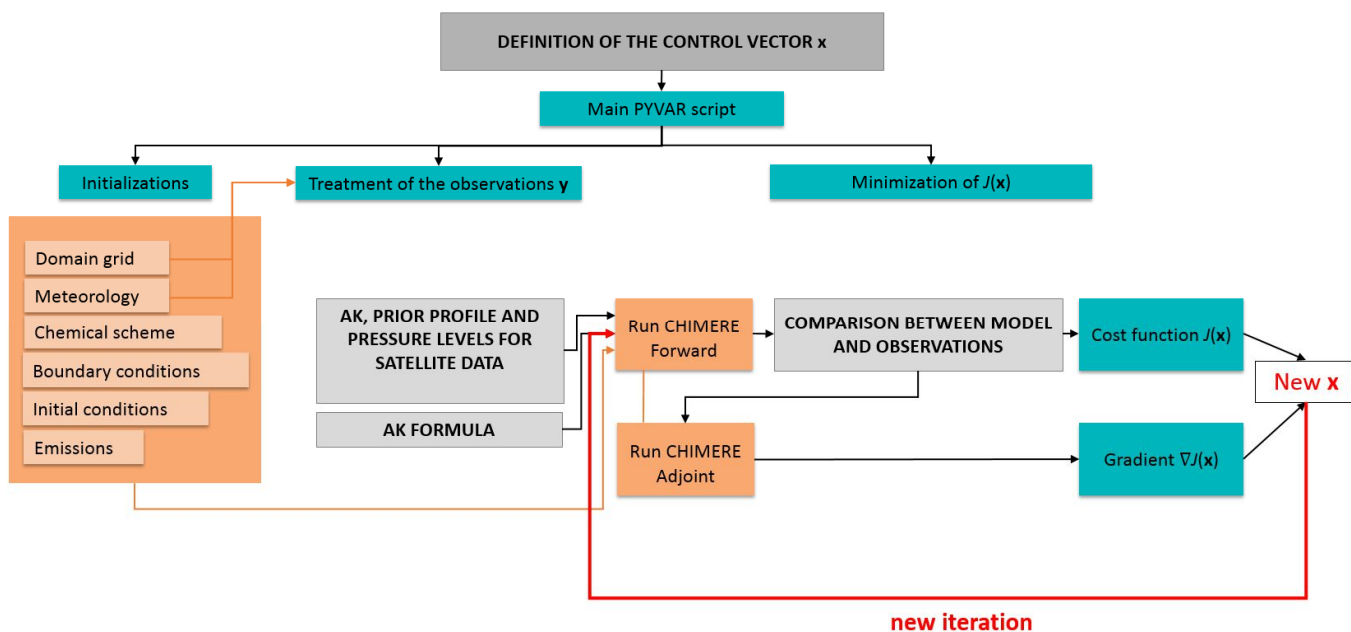 DEFINITION OF THE CONTROL VECTOR x
Main PYVAR script
Initializations
Treatment of the observations y
Minimization of J(x)
Domain grid
Meteorology
Chemical scheme
Boundary conditions
Initial conditions
Emissions
AK, PRIOR PROFILE AND
PRESSURE LEVELS FOR
SATELLITE DATA
AK FORMULA
Run CHIMERE
Forward
COMPARISON BETWEEN MODEL
AND OBSERVATIONS
Cost function J(x)
New x
Run CHIMERE
Adjoint
Gradient ∇J(x)
new iteration